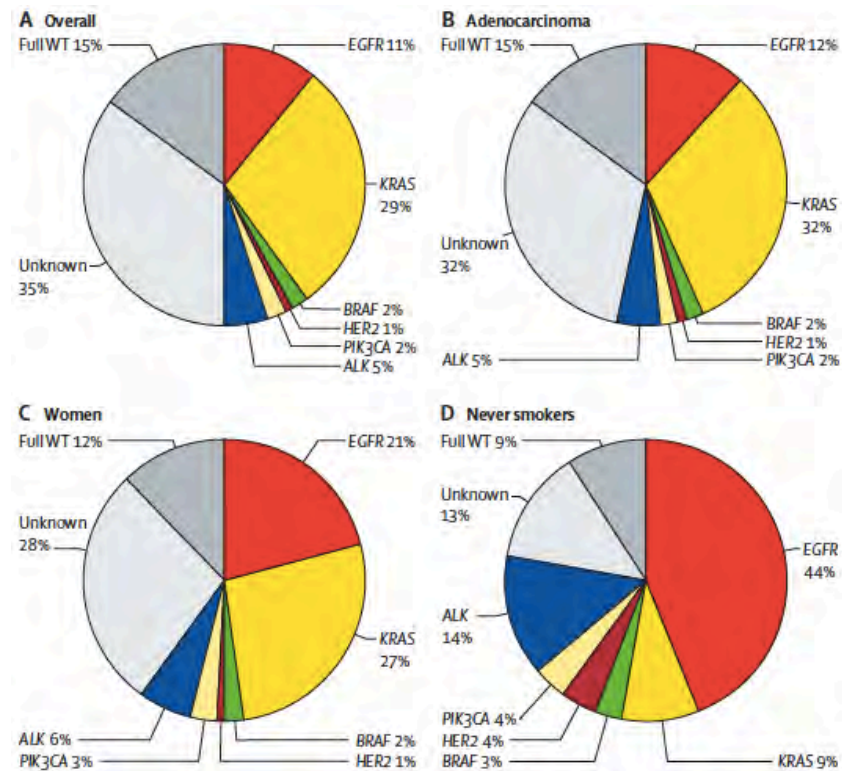 A Overall
Full WT 15%
EGFR 11%
KRAS
29%
BRAF 2%
HER2 1%
PIK3CA 2%
ALK 5%
Unknown
35%
B Adenocarcinoma
Full WT 15%
EGFR 12%
KRAS
32%
BRAF 2%
HER2 1%
PIK3CA 2%
ALK 5%
Unknown
32%
C Women
Full WT 12%
EGFR 21%
KRAS
27%
BRAF 2%
HER2 1%
PIK3CA 3%
ALK 6%
Unknown
28%
D Never smokers
Full WT 9%
EGFR
44%
KRAS 9%
BRAF 3%
HER2 4%
PIK3CA 4%
ALK
14%
Unknown
13%